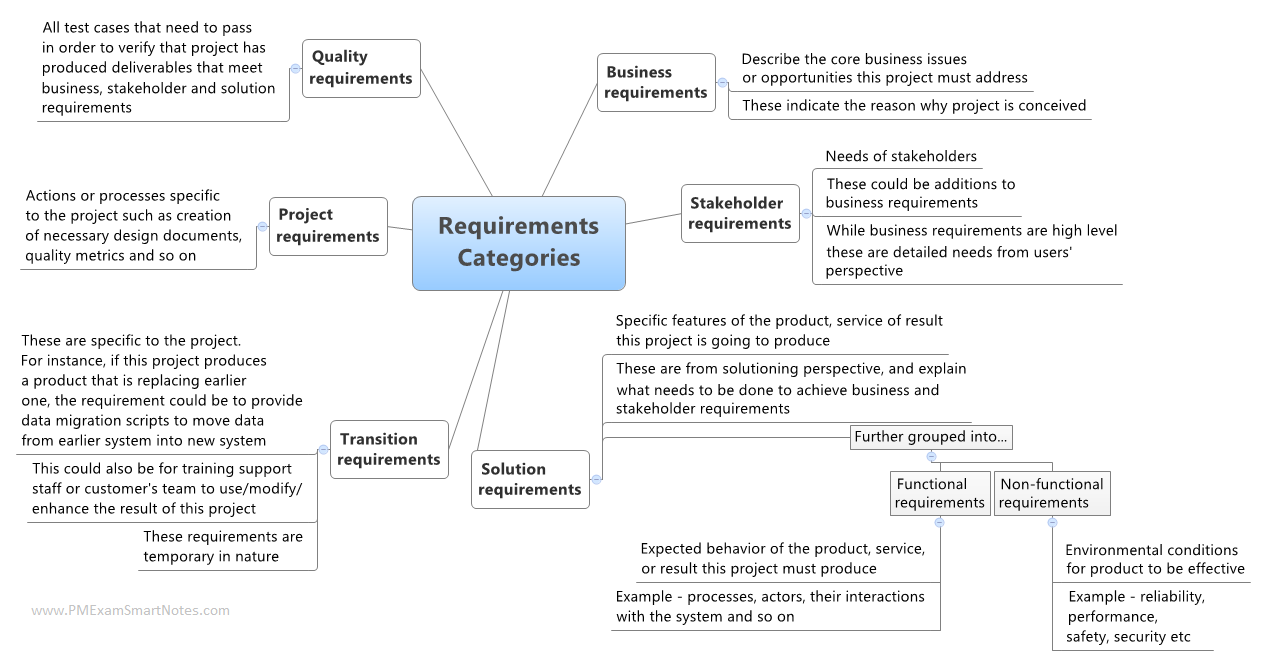 Requirements
Categories
Quality
requirements
All test cases that need to pass
in order to verify that project has
produced deliverables that meet
business, stakeholder and solution
requirements
Business
requirements
Describe the core business issues
or opportunities this project must address
These indicate the reason why project is conceived
Stakeholder
requirements
Needs of stakeholders
These could be additions to
business requirements
While business requirements are high level
these are detailed needs from users'
perspective
Project
requirements
Actions or processes specific
to the project such as creation
of necessary design documents,
quality metrics and so on
Transition
requirements
These are specific to the project.
For instance, if this project produces
a product that is replacing earlier
one, the requirement could be to provide
data migration scripts to move data
from earlier system into new system
This could also be for training support
staff or customer's team to use/modify/
enhance the result of this project
These requirements are
temporary in nature
Solution
requirements
Specific features of the product, service of result
this project is going to produce
These are from solutioning perspective, and explain
what needs to be done to achieve business and
stakeholder requirements
Further grouped into...
Functional
requirements
Expected behavior of the product, service,
or result this project must produce
Example - processes, actors, their interactions
with the system and so on
Non-functional
requirements
Environmental conditions
for product to be effective
Example - reliability,
performance,
safety, security etc
www.PMExamSmartNotes.com